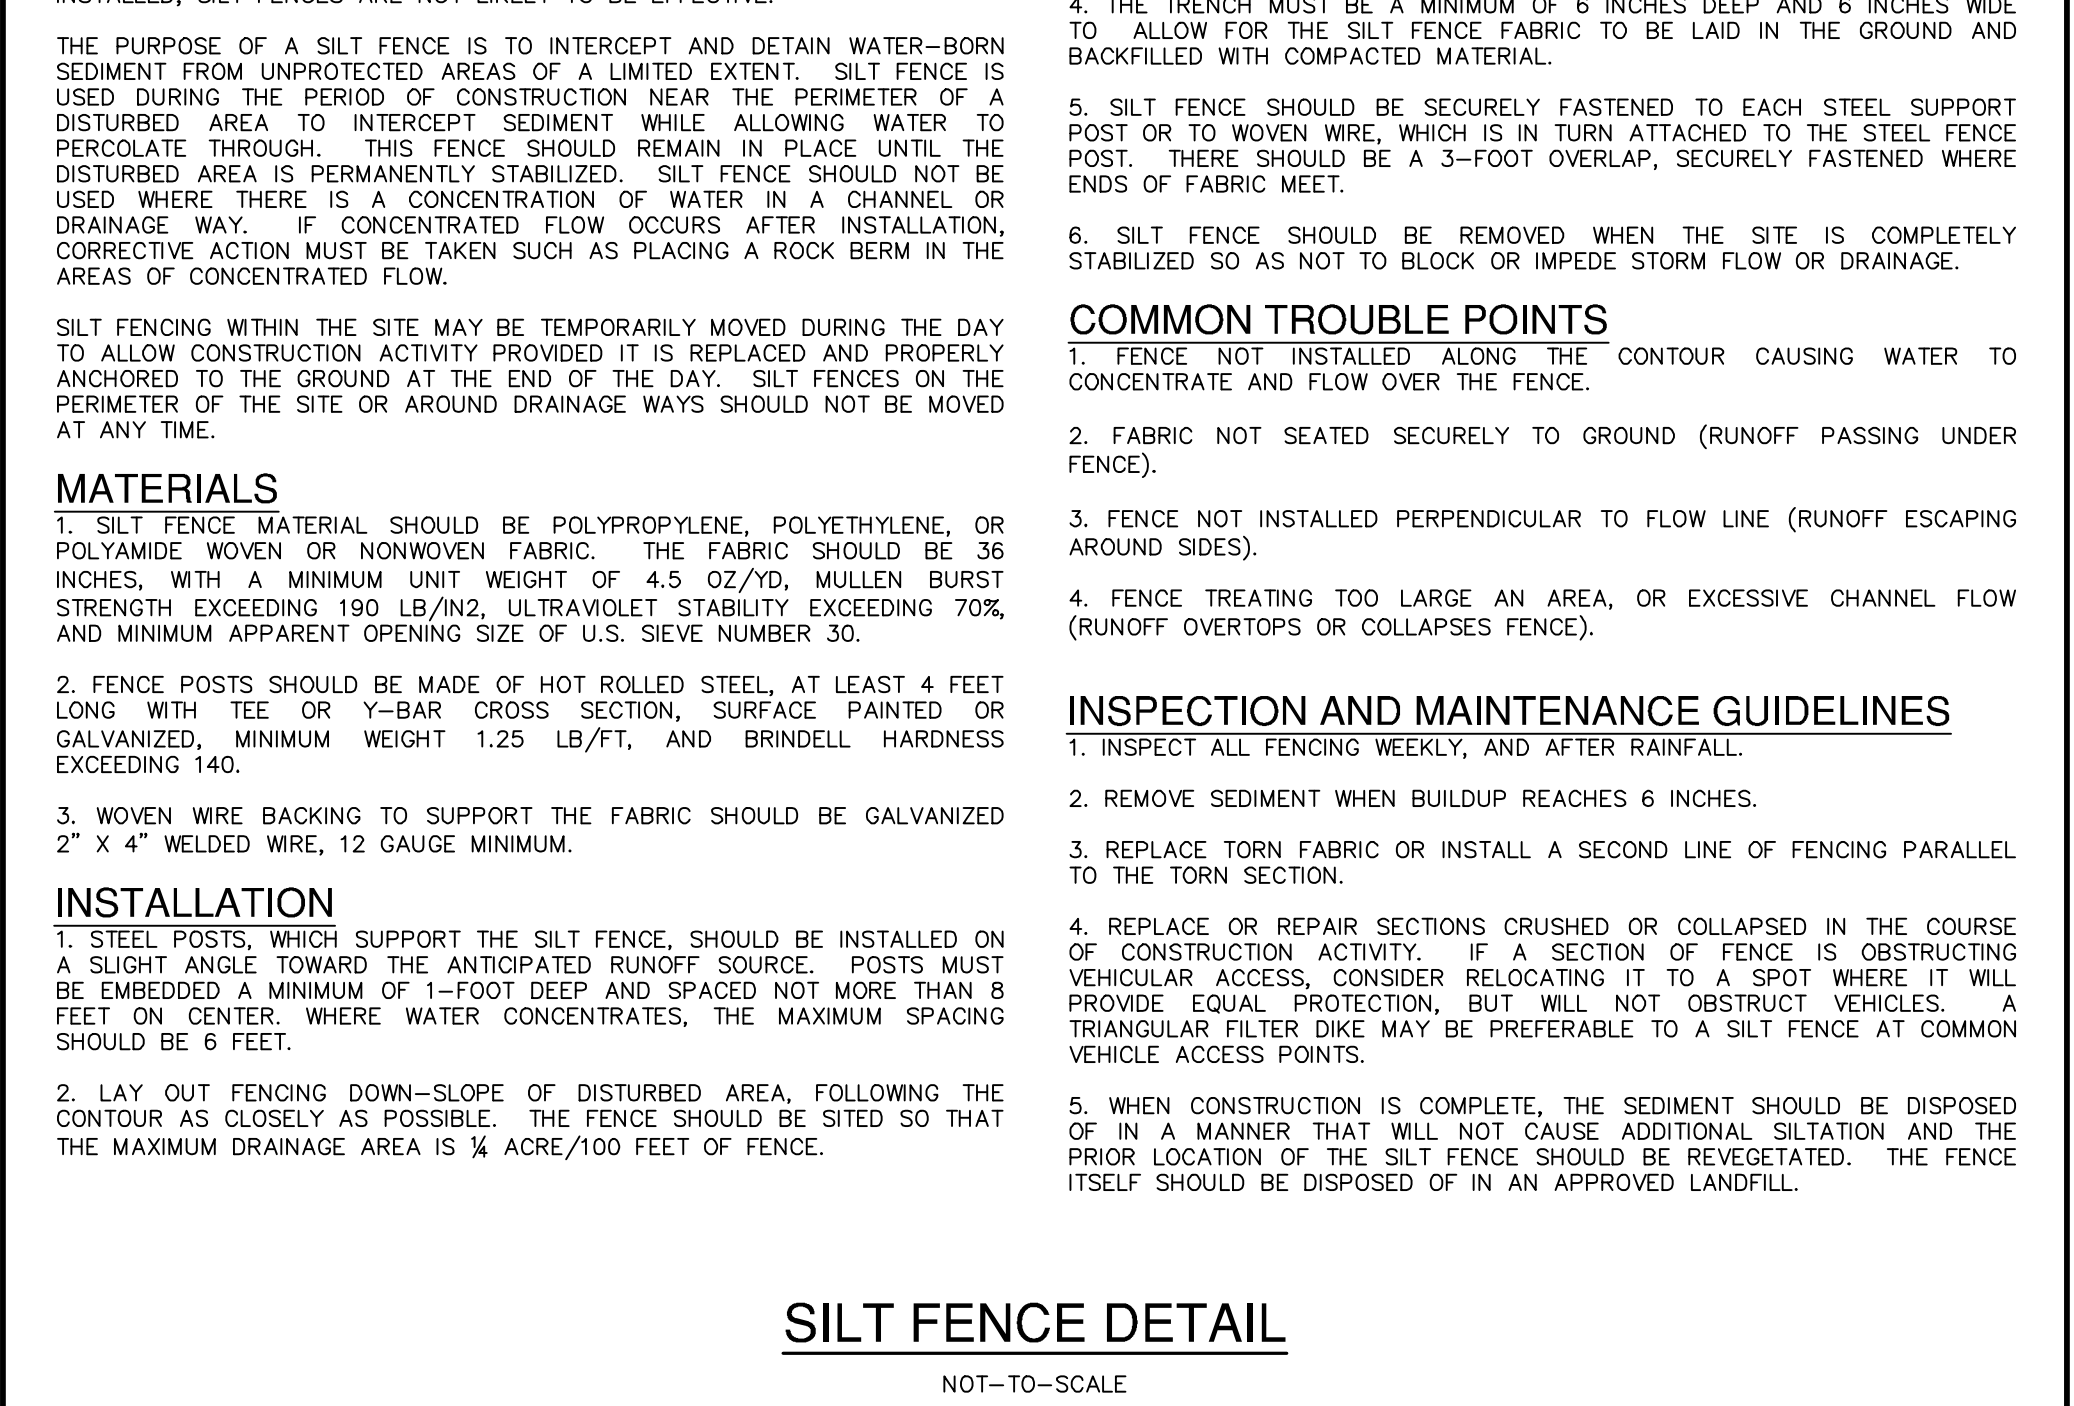 INSTALLED, SILT FENCES ARE NOT LIKELY TO BE EFFECTIVE.
THE PURPOSE OF A SILT FENCE IS TO INTERCEPT AND DETAIN WATER-BORN
SEDIMENT FROM UNPROTECTED AREAS OF A LIMITED EXTENT. SILT FENCE IS
USED DURING THE PERIOD OF CONSTRUCTION NEAR THE PERIMETER OF A
DISTURBED AREA TO INTERCEPT SEDIMENT WHILE ALLOWING WATER TO
PERCOLATE THROUGH. THIS FENCE SHOULD REMAIN IN PLACE UNTIL THE
DISTURBED AREA IS PERMANENTLY STABILIZED. SILT FENCE SHOULD NOT BE
USED WHERE THERE IS A CONCENTRATION OF WATER IN A CHANNEL OR
DRAINAGE WAY. IF CONCENTRATED FLOW OCCURS AFTER INSTALLATION,
CORRECTIVE ACTION MUST BE TAKEN SUCH AS PLACING A ROCK BERM IN THE
AREAS OF CONCENTRATED FLOW.
SILT FENCING WITHIN THE SITE MAY BE TEMPORARILY MOVED DURING THE DAY
TO ALLOW CONSTRUCTION ACTIVITY PROVIDED IT IS REPLACED AND PROPERLY
ANCHORED TO THE GROUND AT THE END OF THE DAY. SILT FENCES ON THE
PERIMETER OF THE SITE OR AROUND DRAINAGE WAYS SHOULD NOT BE MOVED
AT ANY TIME.
MATERIALS
1. SILT FENCE MATERIAL SHOULD BE POLYPROPYLENE, POLYETHYLENE, OR
POLYAMIDE WOVEN OR NONWOVEN FABRIC. THE FABRIC SHOULD BE 36
INCHES, WITH A MINIMUM UNIT WEIGHT OF 4.5 OZ/YD, MULLEN BURST
STRENGTH EXCEEDING 190 LB/IN2, ULTRAVIOLET STABILITY EXCEEDING 70%,
AND MINIMUM APPARENT OPENING SIZE OF U.S. SIEVE NUMBER 30.
2. FENCE POSTS SHOULD BE MADE OF HOT ROLLED STEEL, AT LEAST 4 FEET
LONG WITH TEE OR Y-BAR CROSS SECTION, SURFACE PAINTED OR
GALVANIZED, MINIMUM WEIGHT 1.25 LB/FT, AND BRINDELL HARDNESS
EXCEEDING 140.
3. WOVEN WIRE BACKING TO SUPPORT THE FABRIC SHOULD BE GALVANIZED
2" X 4" WELDED WIRE, 12 GAUGE MINIMUM.
INSTALLATION
1. STEEL POSTS, WHICH SUPPORT THE SILT FENCE, SHOULD BE INSTALLED ON
A SLIGHT ANGLE TOWARD THE ANTICIPATED RUNOFF SOURCE. POSTS MUST
BE EMBEDDED A MINIMUM OF 1-FOOT DEEP AND SPACED NOT MORE THAN 8
FEET ON CENTER. WHERE WATER CONCENTRATES, THE MAXIMUM SPACING
SHOULD BE 6 FEET.
2. LAY OUT FENCING DOWN-SLOPE OF DISTURBED AREA, FOLLOWING THE
CONTOUR AS CLOSELY AS POSSIBLE. THE FENCE SHOULD BE SITED SO THAT
THE MAXIMUM DRAINAGE AREA IS ¼ ACRE/100 FEET OF FENCE.
4. THE TRENCH MUST BE A MINIMUM OF 6 INCHES DEEP AND 6 INCHES WIDE
TO ALLOW FOR THE SILT FENCE FABRIC TO BE LAID IN THE GROUND AND
BACKFILLED WITH COMPACTED MATERIAL.
5. SILT FENCE SHOULD BE SECURELY FASTENED TO EACH STEEL SUPPORT
POST OR TO WOVEN WIRE, WHICH IS IN TURN ATTACHED TO THE STEEL FENCE
POST. THERE SHOULD BE A 3-FOOT OVERLAP, SECURELY FASTENED WHERE
ENDS OF FABRIC MEET.
6. SILT FENCE SHOULD BE REMOVED WHEN THE SITE IS COMPLETELY
STABILIZED SO AS NOT TO BLOCK OR IMPEDE STORM FLOW OR DRAINAGE.
COMMON TROUBLE POINTS
1. FENCE NOT INSTALLED ALONG THE CONTOUR CAUSING WATER TO
CONCENTRATE AND FLOW OVER THE FENCE.
2. FABRIC NOT SEATED SECURELY TO GROUND (RUNOFF PASSING UNDER
FENCE).
3. FENCE NOT INSTALLED PERPENDICULAR TO FLOW LINE (RUNOFF ESCAPING
AROUND SIDES).
4. FENCE TREATING TOO LARGE AN AREA, OR EXCESSIVE CHANNEL FLOW
(RUNOFF OVERTOPS OR COLLAPSES FENCE).
INSPECTION AND MAINTENANCE GUIDELINES
1. INSPECT ALL FENCING WEEKLY, AND AFTER RAINFALL.
2. REMOVE SEDIMENT WHEN BUILDUP REACHES 6 INCHES.
3. REPLACE TORN FABRIC OR INSTALL A SECOND LINE OF FENCING PARALLEL
TO THE TORN SECTION.
4. REPLACE OR REPAIR SECTIONS CRUSHED OR COLLAPSED IN THE COURSE
OF CONSTRUCTION ACTIVITY. IF A SECTION OF FENCE IS OBSTRUCTING
VEHICULAR ACCESS, CONSIDER RELOCATING IT TO A SPOT WHERE IT WILL
PROVIDE EQUAL PROTECTION, BUT WILL NOT OBSTRUCT VEHICLES. A
TRIANGULAR FILTER DIKE MAY BE PREFERABLE TO A SILT FENCE AT COMMON
VEHICLE ACCESS POINTS.
5. WHEN CONSTRUCTION IS COMPLETE, THE SEDIMENT SHOULD BE DISPOSED
OF IN A MANNER THAT WILL NOT CAUSE ADDITIONAL SILTATION AND THE
PRIOR LOCATION OF THE SILT FENCE SHOULD BE REVEGETATED. THE FENCE
ITSELF SHOULD BE DISPOSED OF IN AN APPROVED LANDFILL.
SILT FENCE DETAIL
NOT-TO-SCALE